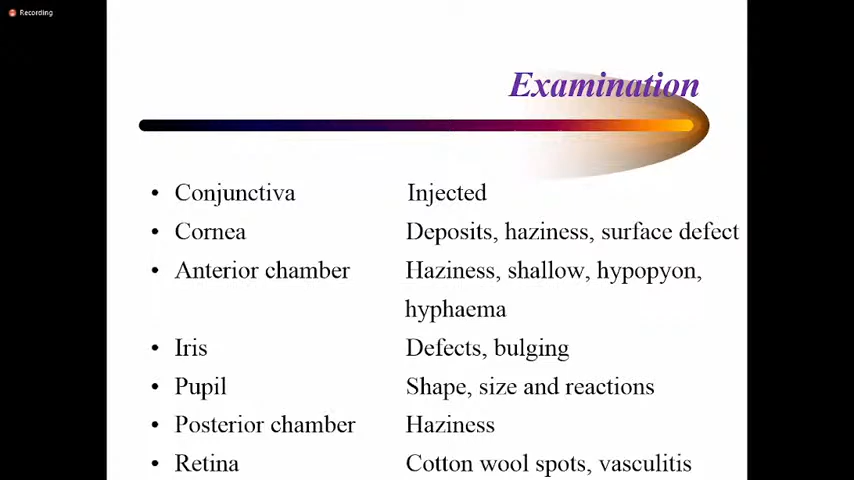 Recording
Examination
• Conjunctiva Injected
• Cornea Deposits, haziness, surface defect
• Anterior chamber Haziness, shallow, hypopyon,
hyphaema
• Iris Defects, bulging
• Pupil Shape, size and reactions
• Posterior chamber Haziness
• Retina Cotton wool spots, vasculitis